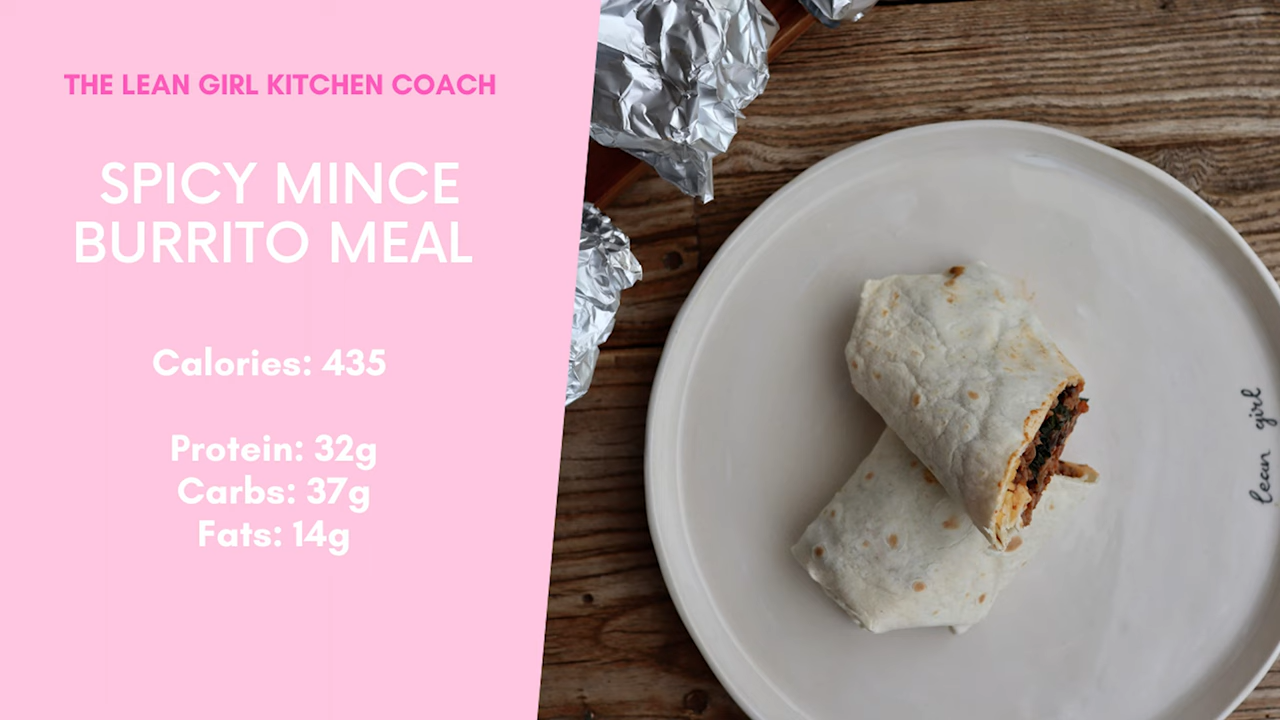 THE LEAN GIRL KITCHEN COACH
SPICY MINCE
BURRITO MEAL
Calories: 435
Protein: 32g
Carbs: 37g
Fats: 14g
lean girl